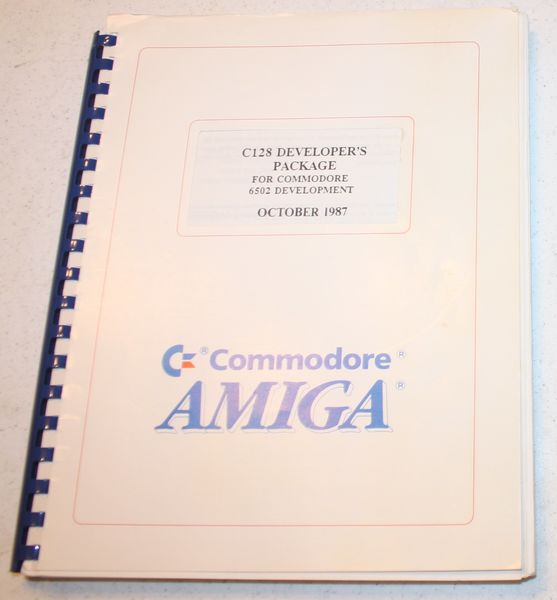 C128 DEVELOPER'S
PACKAGE
FOR COMMODORE
6502 DEVELOPMENT
OCTOBER 1987
C® Commodore®
AMIGA®